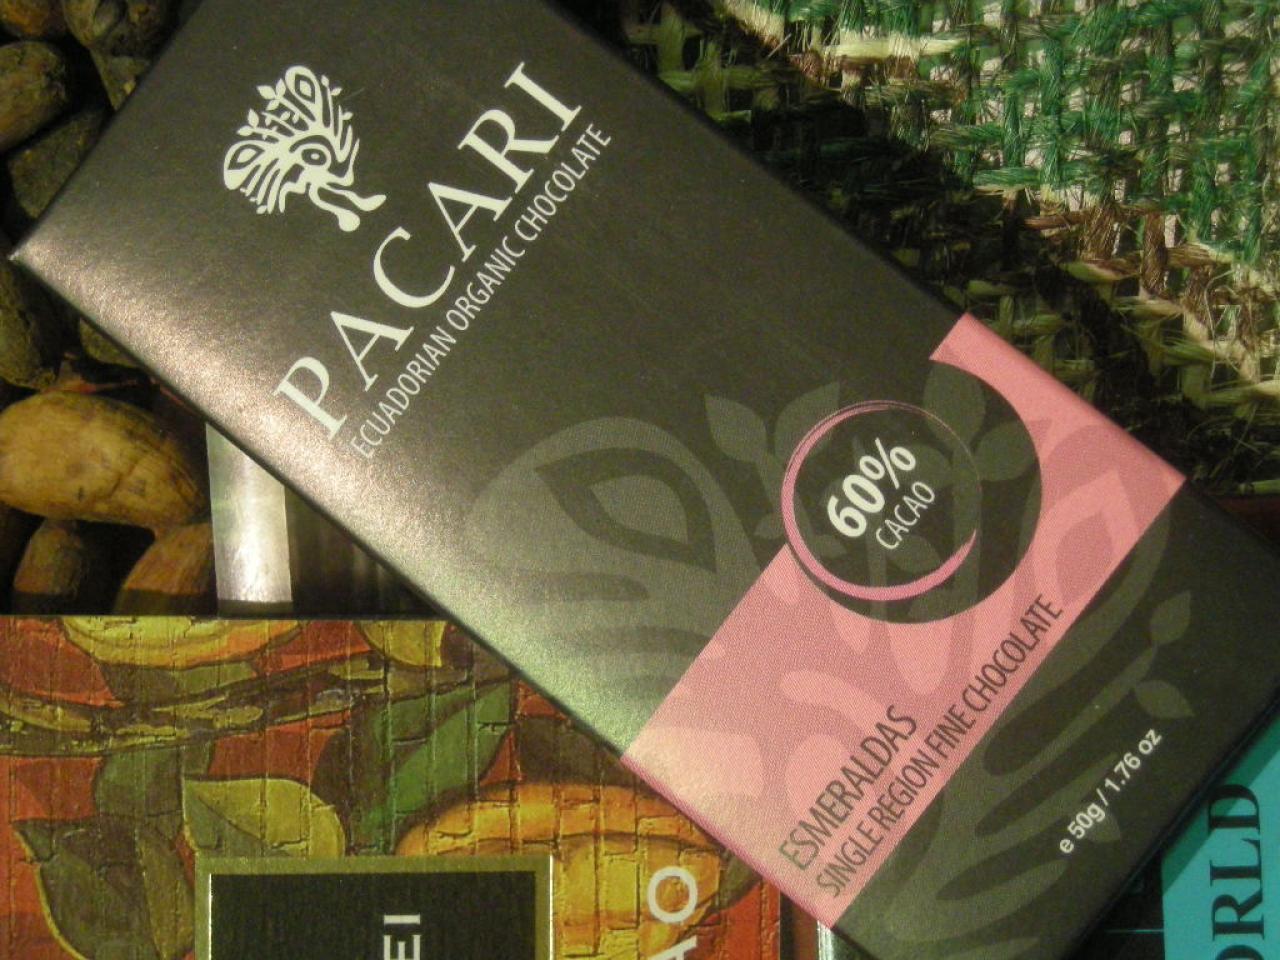 PACARI
ECUADORIAN ORGANIC CHOCOLATE
60%
CACAO
ESMERALDAS
SINGLE REGION FINE CHOCOLATE
e 50g / 1.76 oz